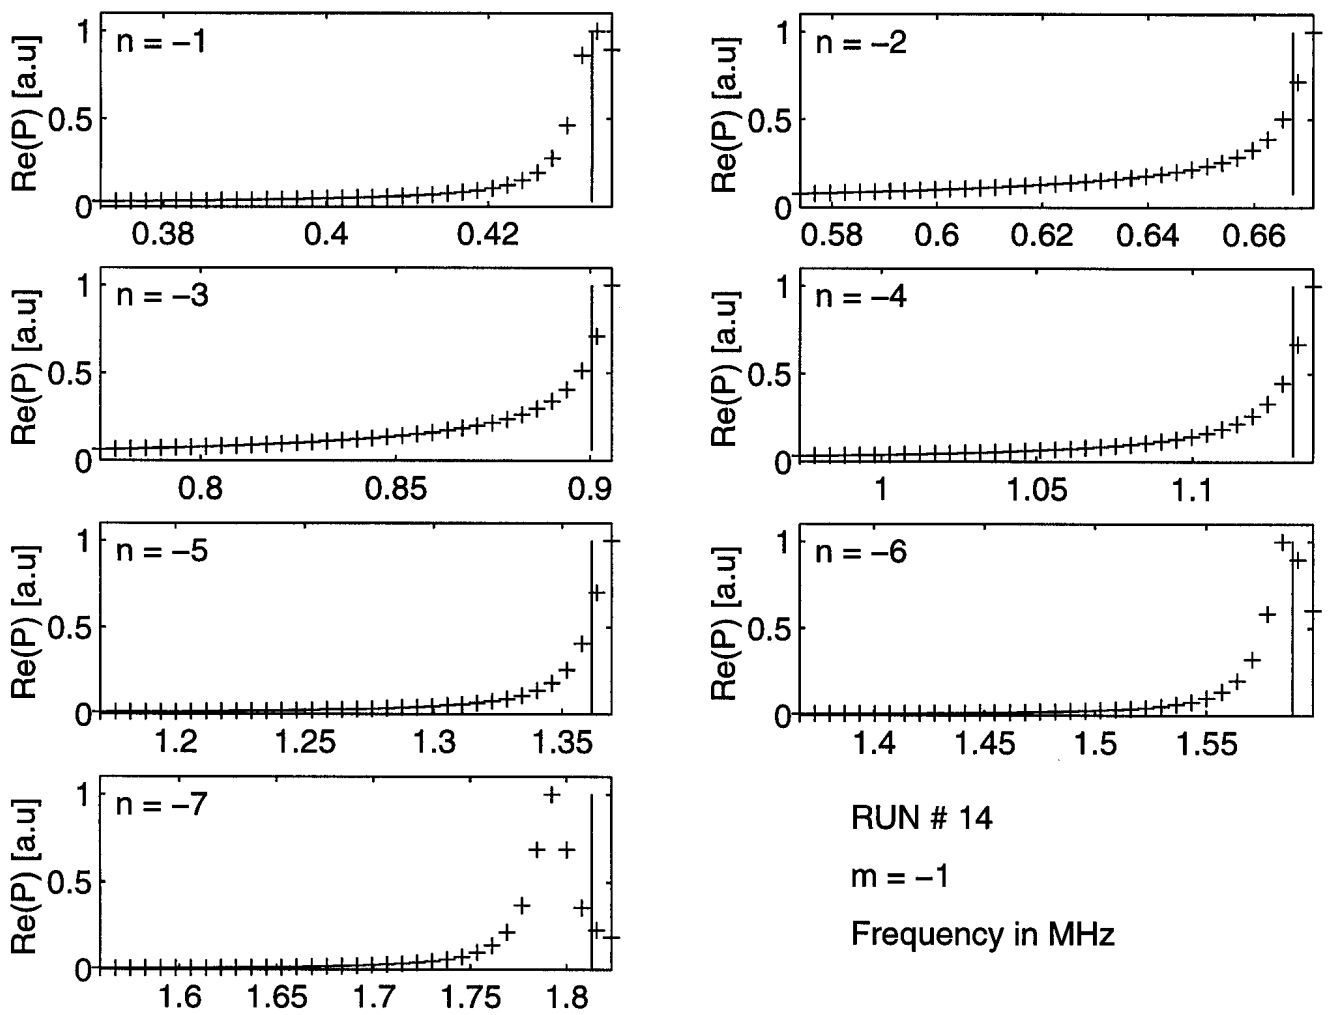 Re(P) [a.u]
n = −1
1
0.5
0
0.38 0.4 0.42
Re(P) [a.u]
n = −2
1
0.5
0
0.58 0.6 0.62 0.64 0.66
Re(P) [a.u]
n = −3
1
0.5
0
0.8 0.85 0.9
Re(P) [a.u]
n = −4
1
0.5
0
1 1.05 1.1
Re(P) [a.u]
n = −5
1
0.5
0
1.2 1.25 1.3 1.35
Re(P) [a.u]
n = −6
1
0.5
0
1.4 1.45 1.5 1.55
Re(P) [a.u]
n = −7
1
0.5
0
1.6 1.65 1.7 1.75 1.8
RUN # 14
m = −1
Frequency in MHz